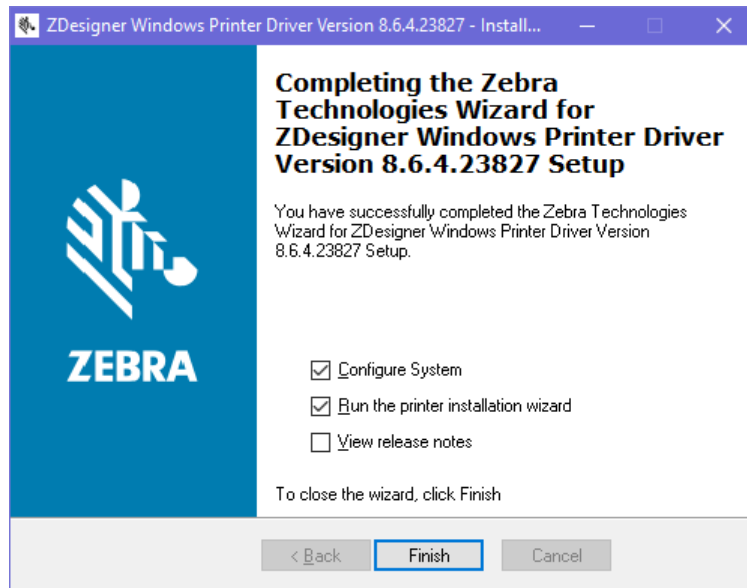 ZDesigner Windows Printer Driver Version 8.6.4.23827 - Install...
Completing the Zebra
Technologies Wizard for
ZDesigner Windows Printer Driver
Version 8.6.4.23827 Setup
You have successfully completed the Zebra Technologies
Wizard for ZDesigner Windows Printer Driver Version
8.6.4.23827 Setup.
ZEBRA
Configure System
Run the printer installation wizard
View release notes
To close the wizard, click Finish
< Back Finish Cancel